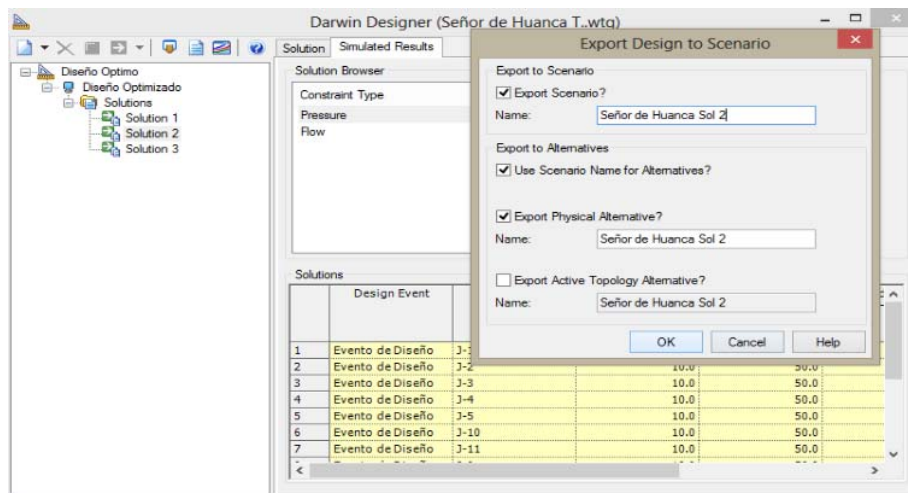 Darwin Designer (Señor de Huanca T..wtg)
Diseño Optimo
Diseño Optimizado
Solutions
Solution 1
Solution 2
Solution 3
Solution
Simulated Results
Solution Browser
Constraint Type
Pressure
Flow
Export Design to Scenario
Export to Scenario
Export Scenario?
Name: Señor de Huanca Sol 2
Export to Alternatives
Use Scenario Name for Alternatives?
Export Physical Alternative?
Name: Señor de Huanca Sol 2
Export Active Topology Alternative?
Name: Señor de Huanca Sol 2
OK Cancel Help
Solutions
Design Event
1 Evento de Diseño
2 Evento de Diseño J-2 10.0 50.0
3 Evento de Diseño J-3 10.0 50.0
4 Evento de Diseño J-4 10.0 50.0
5 Evento de Diseño J-5 10.0 50.0
6 Evento de Diseño J-10 10.0 50.0
7 Evento de Diseño J-11 10.0 50.0